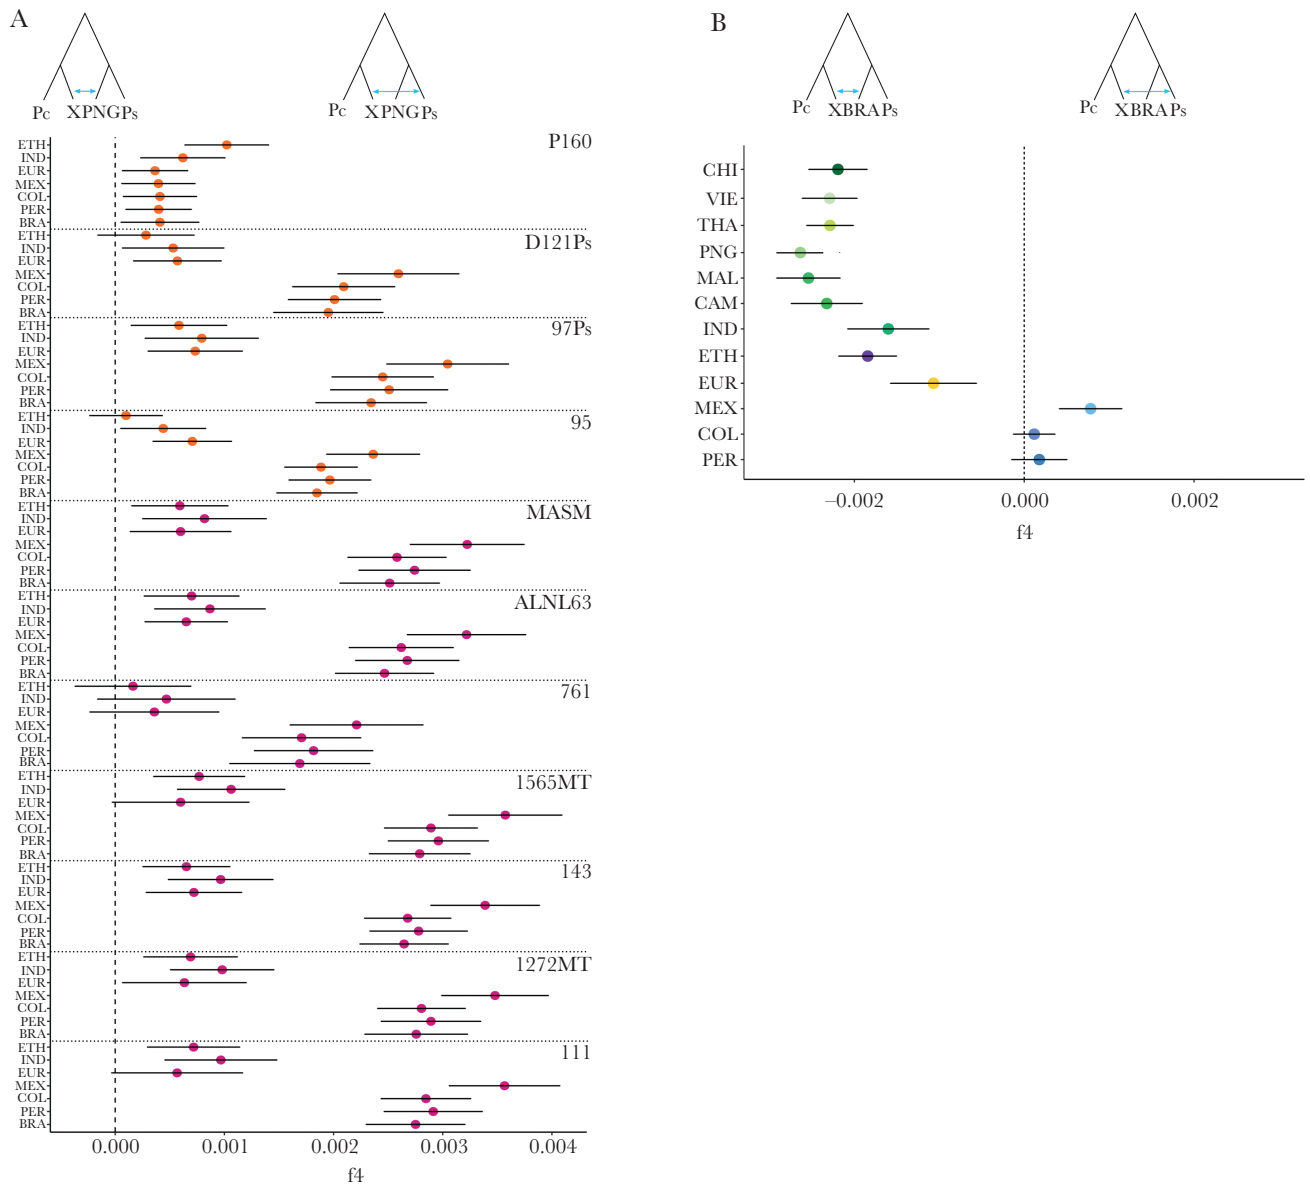 A
Pc XPNGPs
Pc XPNGPs
P160
ETH
IND
EUR
MEX
COL
PER
BRA
D121Ps
ETH
IND
EUR
MEX
COL
PER
BRA
97Ps
ETH
IND
EUR
MEX
COL
PER
BRA
95
ETH
IND
EUR
MEX
COL
PER
BRA
MASM
ETH
IND
EUR
MEX
COL
PER
BRA
ALNL63
ETH
IND
EUR
MEX
COL
PER
BRA
761
ETH
IND
EUR
MEX
COL
PER
BRA
1565MT
ETH
IND
EUR
MEX
COL
PER
BRA
143
ETH
IND
EUR
MEX
COL
PER
BRA
1272MT
ETH
IND
EUR
MEX
COL
PER
BRA
111
ETH
IND
EUR
MEX
COL
PER
BRA
0.000 0.001 0.002 0.003 0.004
f4
B
Pc XBRAPs
Pc XBRAPs
CHI
VIE
THA
PNG
MAL
CAM
IND
ETH
EUR
MEX
COL
PER
−0.002 0.000 0.002
f4